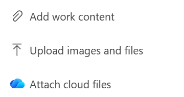 Add work content
Upload images and files
Attach cloud files